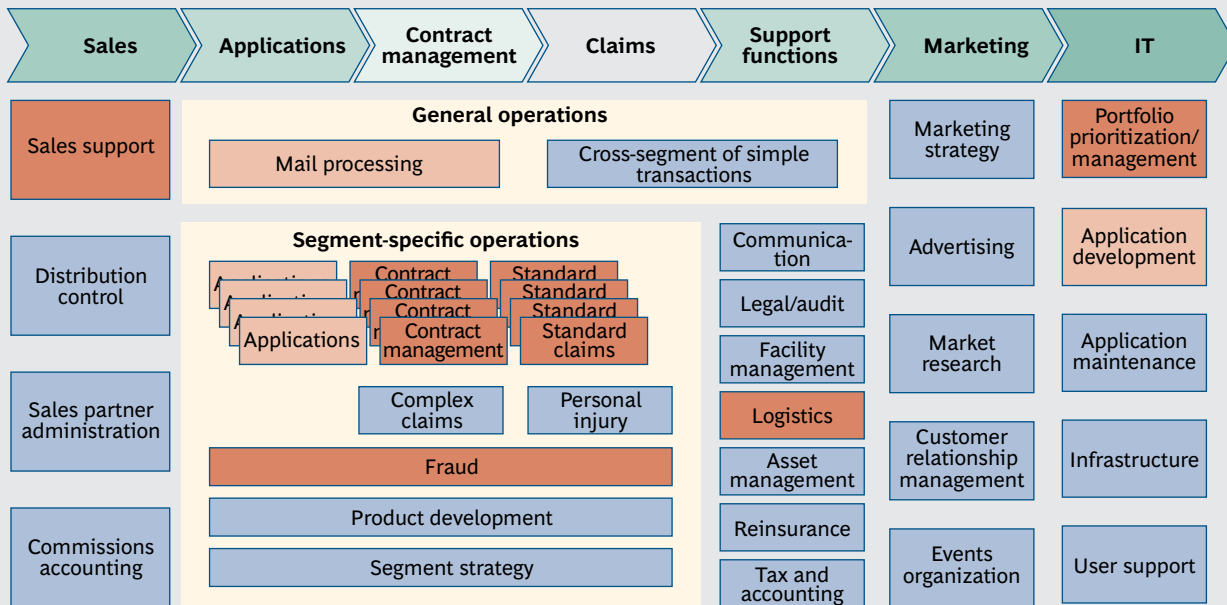 Sales
Applications
Contract
management
Claims
Support
functions
Marketing
IT
Sales support
Distribution
control
Sales partner
administration
Commissions
accounting
General operations
Mail processing
Cross-segment of simple
transactions
Segment-specific operations
Applications
Applications
Applications
Applications
Contract
Contract
Contract
Contract
management
Standard
Standard
Standard
Standard
claims
Complex
claims
Personal
injury
Fraud
Product development
Segment strategy
Communica-
tion
Legal/audit
Facility
management
Logistics
Asset
management
Reinsurance
Tax and
accounting
Marketing
strategy
Advertising
Market
research
Customer
relationship
management
Events
organization
Portfolio
prioritization/
management
Application
development
Application
maintenance
Infrastructure
User support